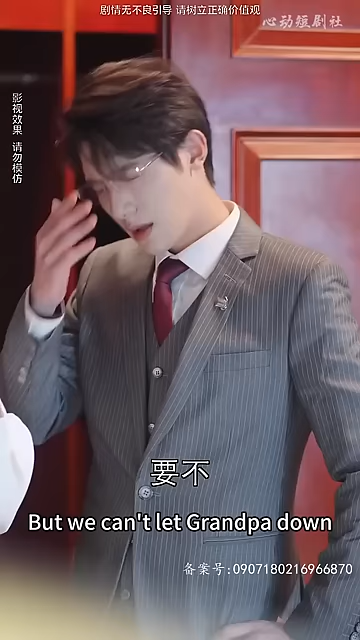 剧情无不良引导 请树立正确价值观
心动短剧社
影视效果 请勿模仿
要不
But we can't let Grandpa down
备案号:0907180216966870